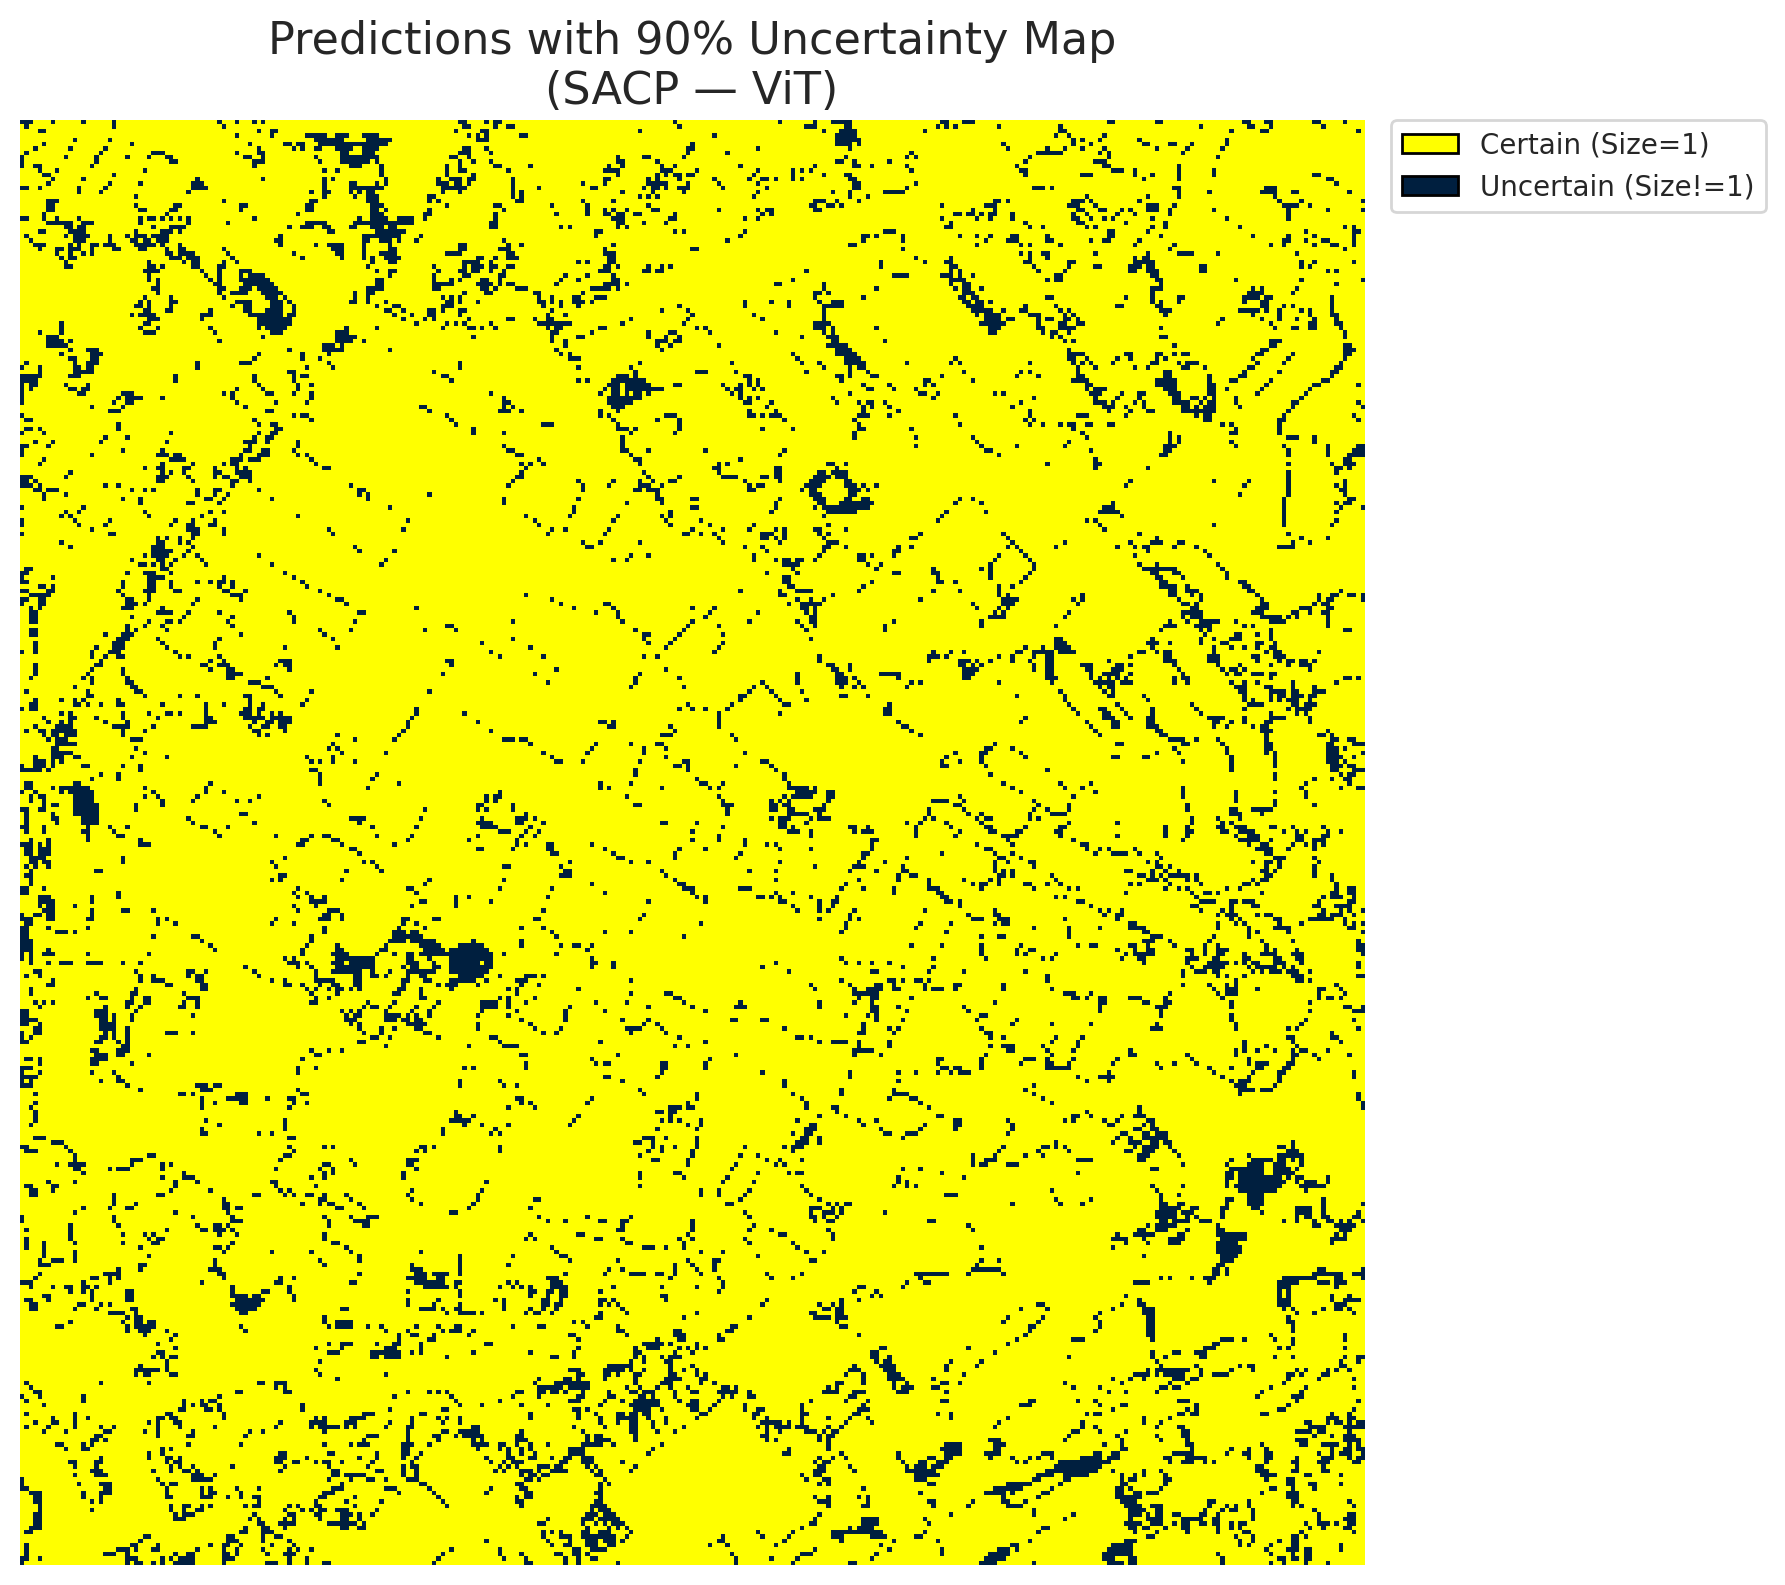 Predictions with 90% Uncertainty Map
(SACP — ViT)
Certain (Size=1)
Uncertain (Size!=1)